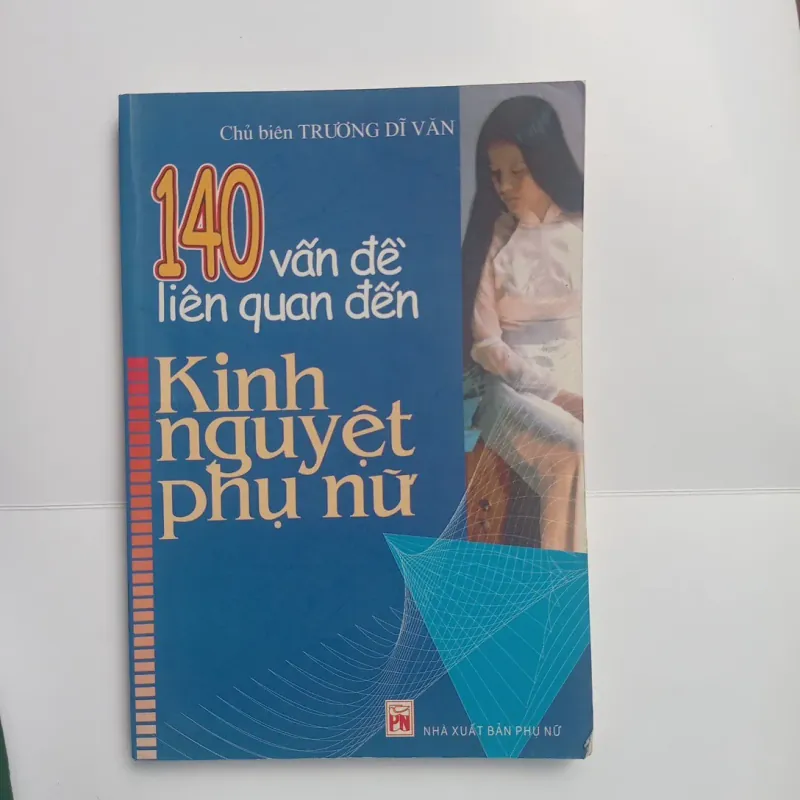 Chủ biên TRƯƠNG DĨ VĂN
140 vấn đề
liên quan đến
Kinh
nguyệt
phụ nữ
PN
NHÀ XUẤT BẢN PHỤ NỮ